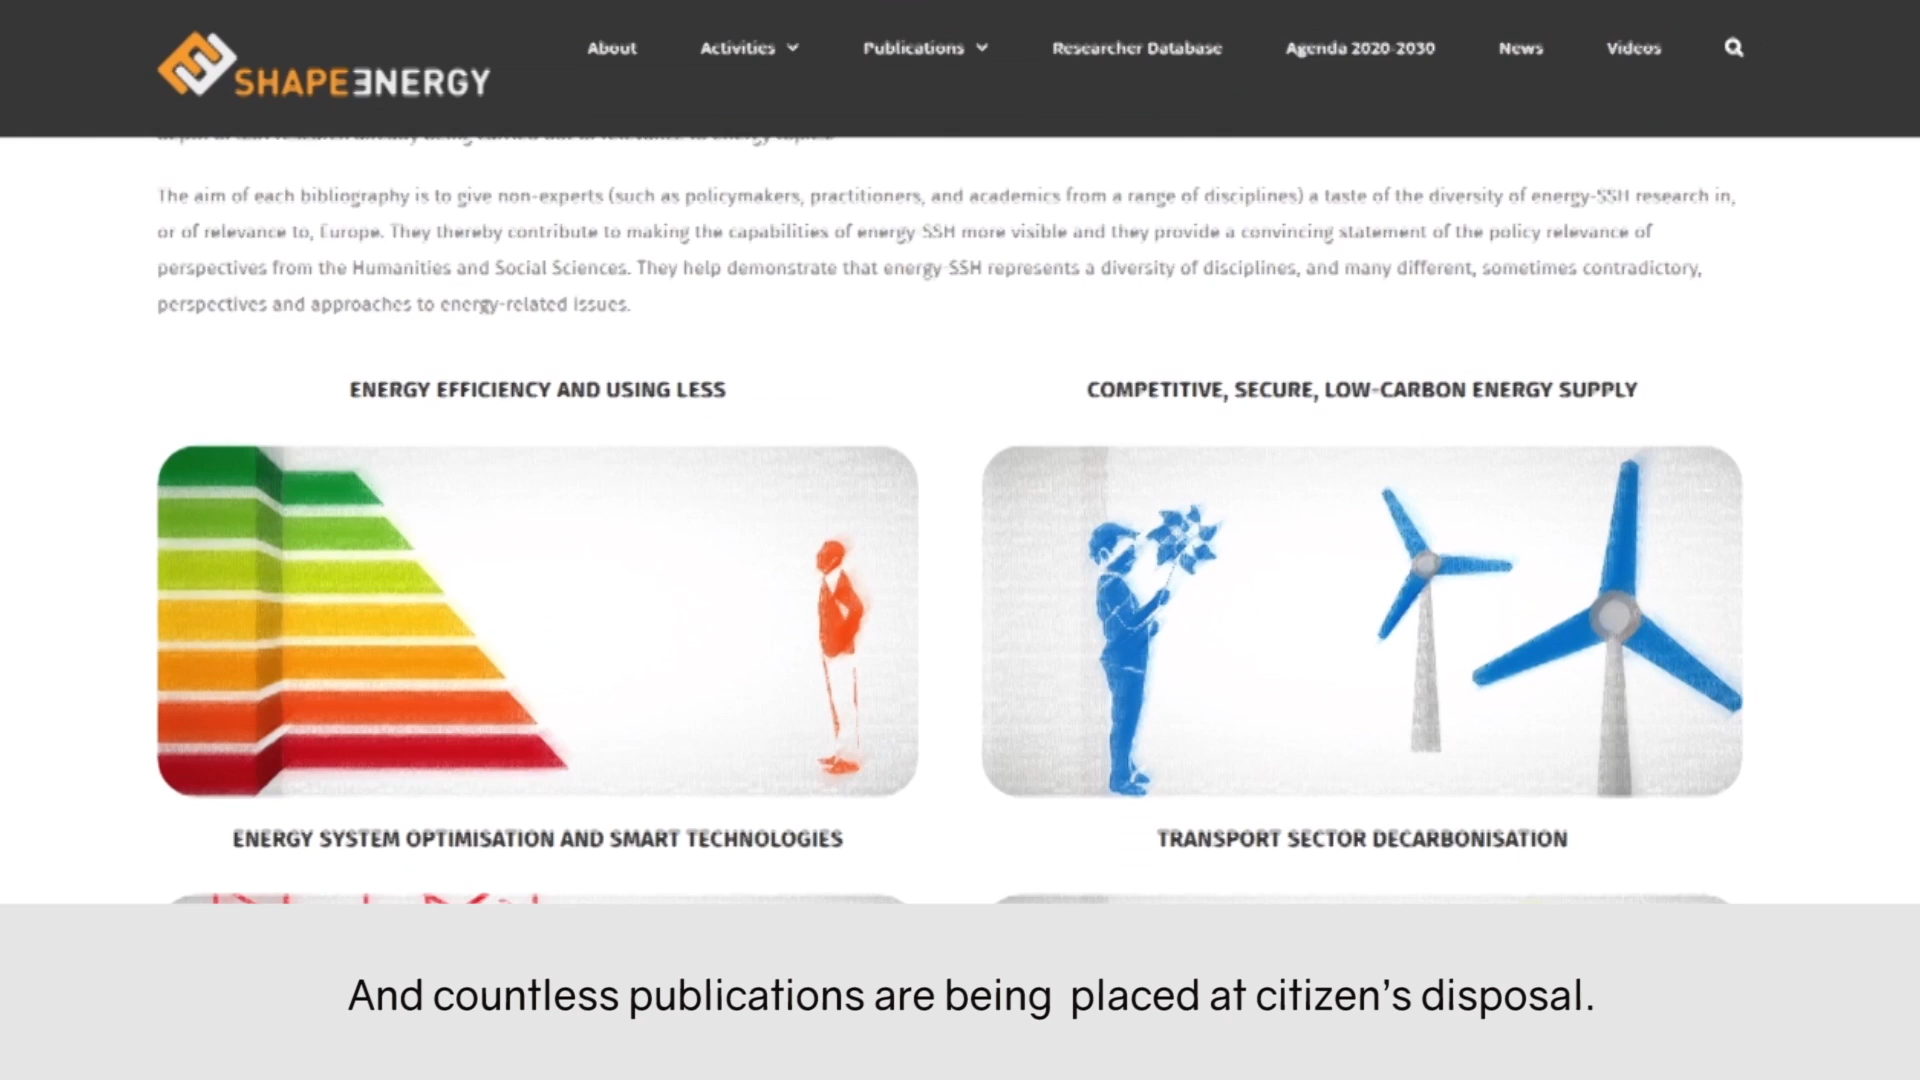 SHAPEƎNERGY
About
Activities
Publications
Researcher Database
Agenda 2020-2030
News
Videos
The aim of each bibliography is to give non-experts (such as policymakers, practitioners, and academics from a range of disciplines) a taste of the diversity of energy-SSH research in,
or of relevance to, Europe. They thereby contribute to making the capabilities of energy-SSH more visible and they provide a convincing statement of the policy relevance of
perspectives from the Humanities and Social Sciences. They help demonstrate that energy-SSH represents a diversity of disciplines, and many different, sometimes contradictory,
perspectives and approaches to energy-related issues.
ENERGY EFFICIENCY AND USING LESS
COMPETITIVE, SECURE, LOW-CARBON ENERGY SUPPLY
ENERGY SYSTEM OPTIMISATION AND SMART TECHNOLOGIES
TRANSPORT SECTOR DECARBONISATION
And countless publications are being placed at citizen’s disposal.